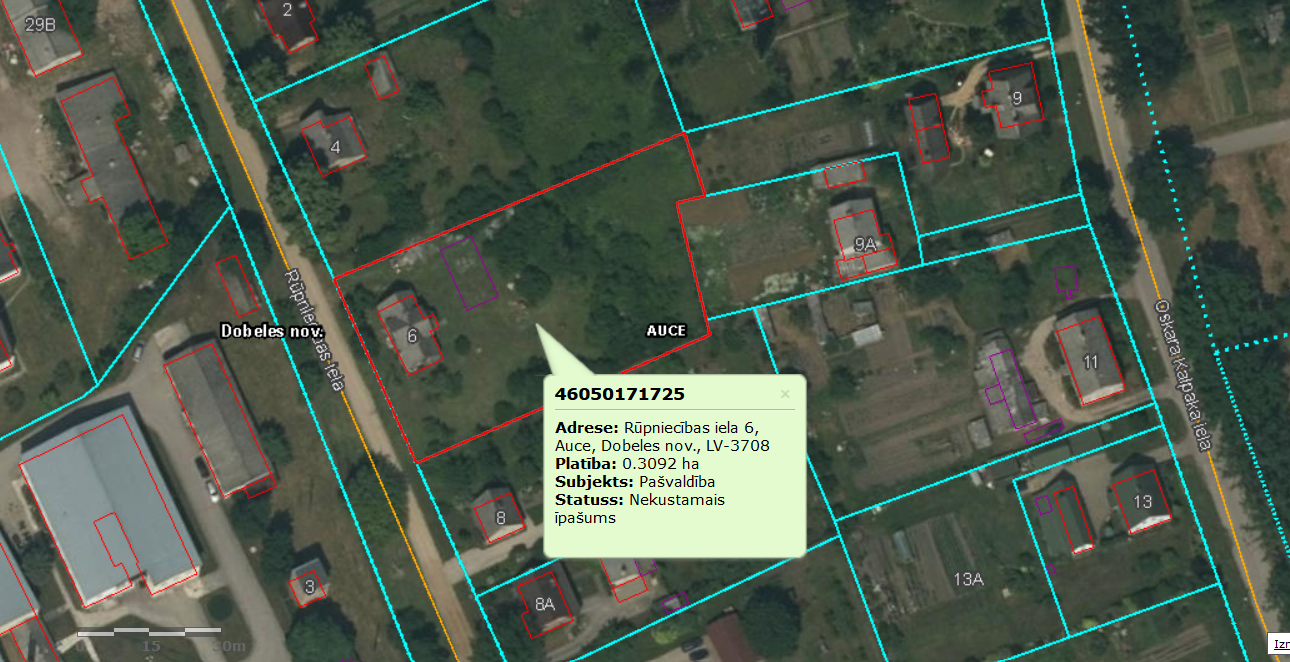 29B
2
4
9
9A
Rūpniecības iela
6
Dobeles nov.
AUCE
Oskara Kalpaka iela
11
46050171725 ×
Adrese: Rūpniecības iela 6,
Auce, Dobeles nov., LV-3708
Platība: 0.3092 ha
Subjekts: Pašvaldība
Statuss: Nekustamais
īpašums
8
13
13A
3
8A
0 15 30m